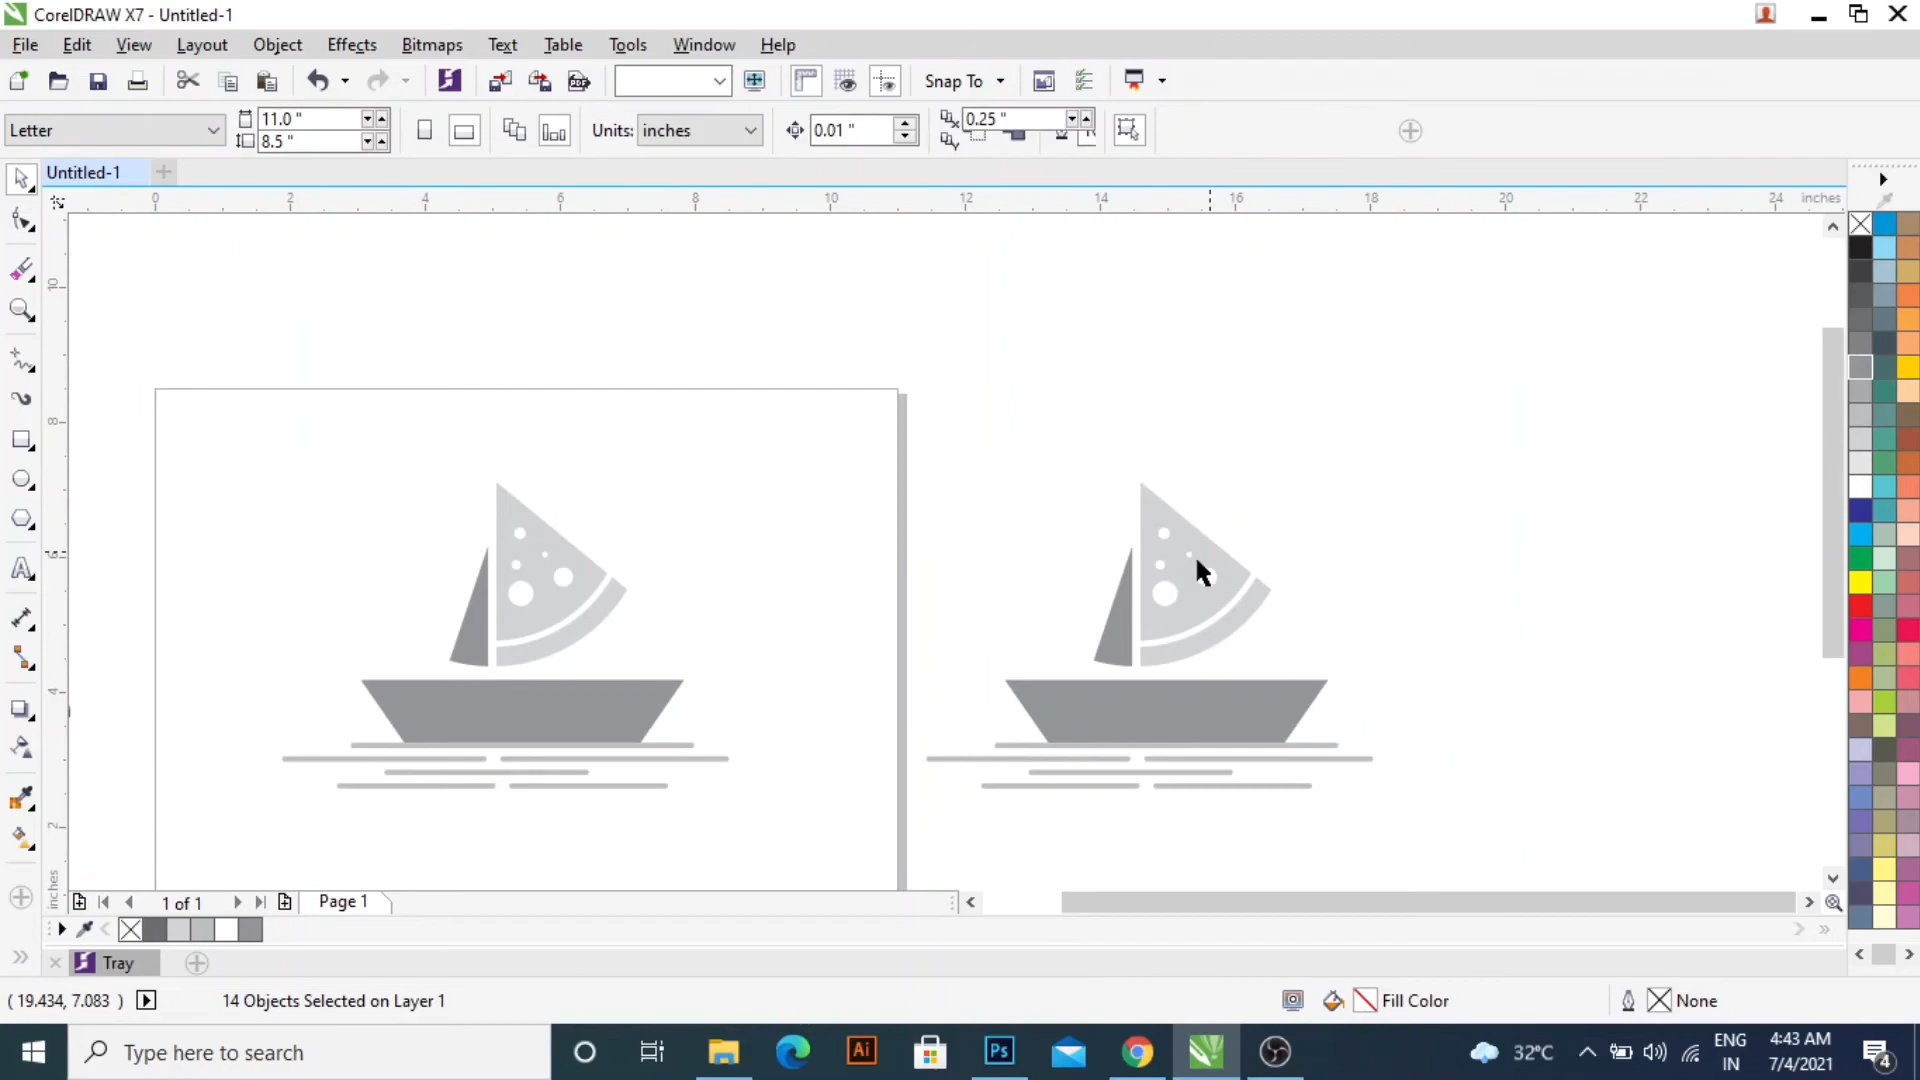 CorelDRAW X7 - Untitled-1
File Edit View Layout Object Effects Bitmaps Text Table Tools Window Help
Snap To
Letter 11.0 " 8.5 " Units: inches 0.01 " 0.25 "
Untitled-1
0 2 4 6 8 10 12 14 16 18 20 22 24 inches
10
8
6
4
2
inches
1 of 1 Page 1
Tray
( 19.434, 7.083 ) 14 Objects Selected on Layer 1 Fill Color None
Type here to search Ai Ps 32°C ENG IN 4:43 AM 7/4/2021 4